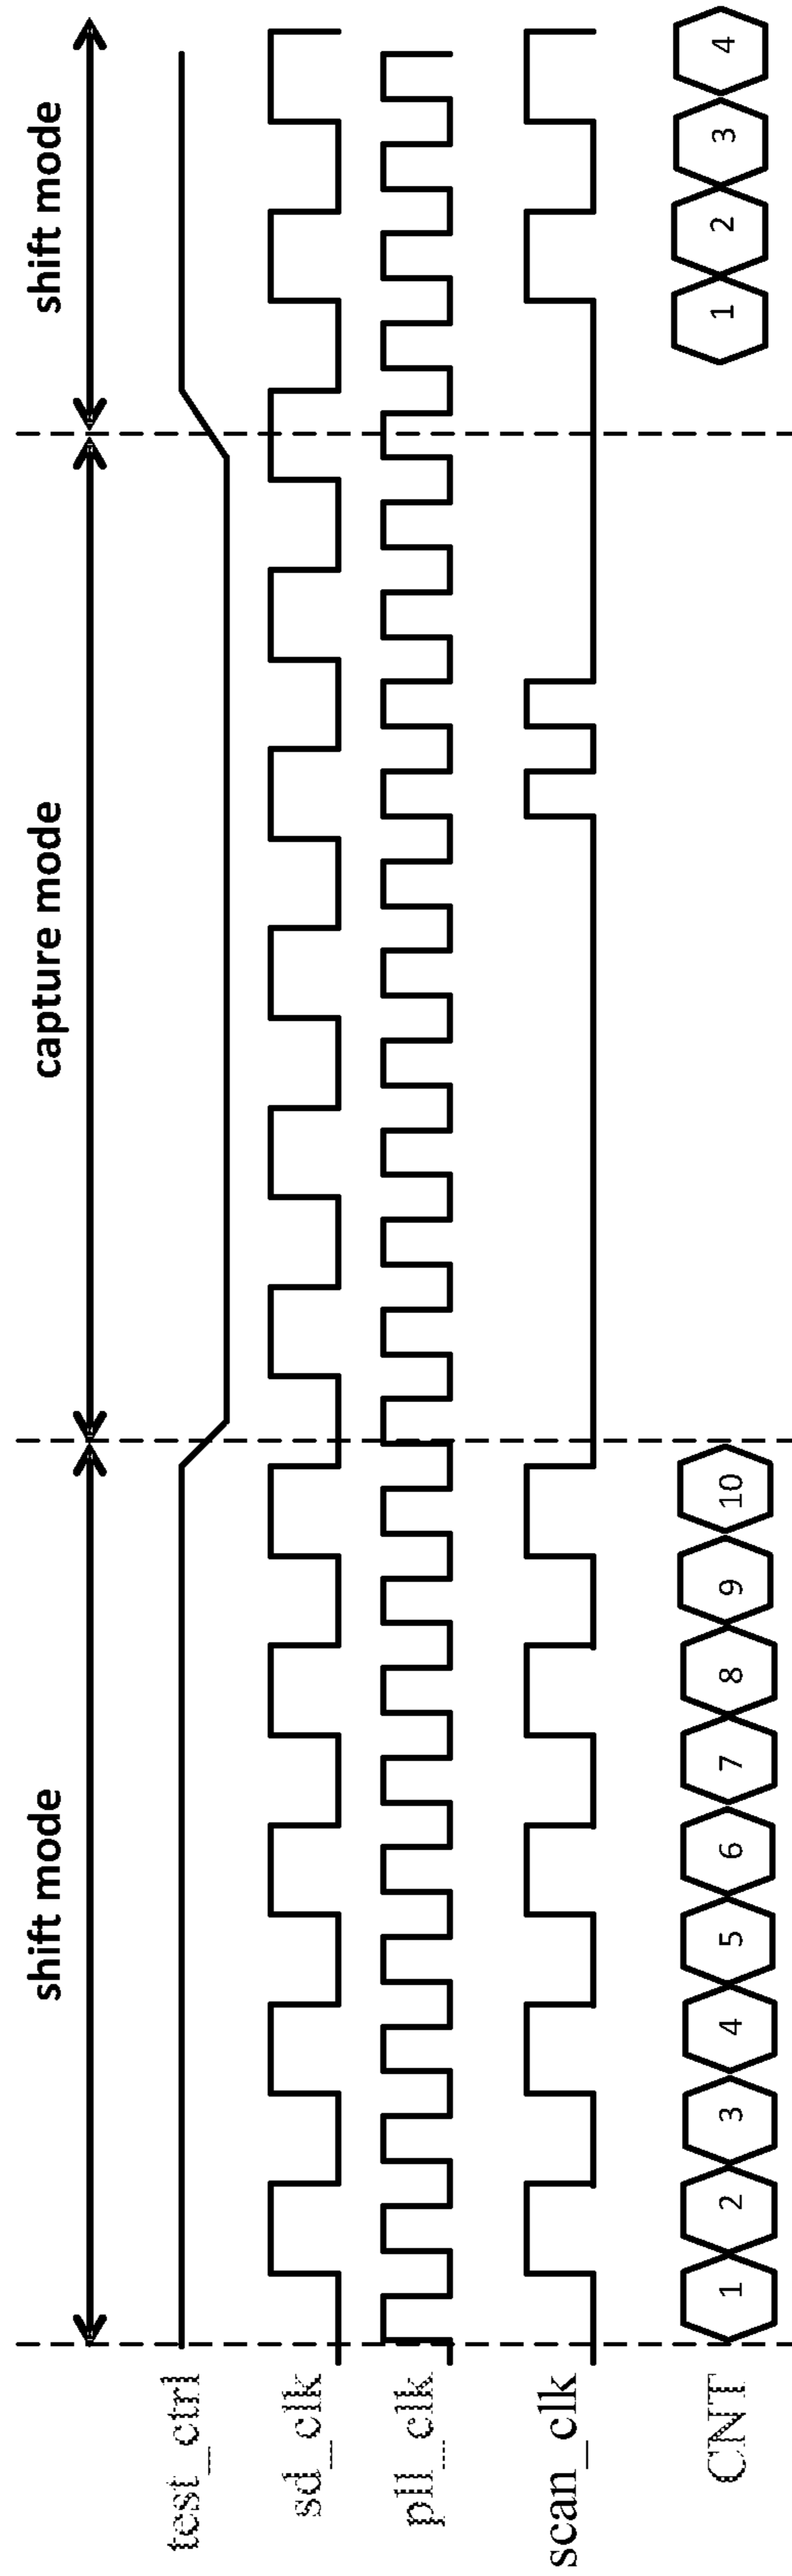 shift mode capture mode shift mode
test_ctrl
sd_clk
pll_clk
scan_clk
CNT 1 2 3 4 5 6 7 8 9 10 1 2 3 4